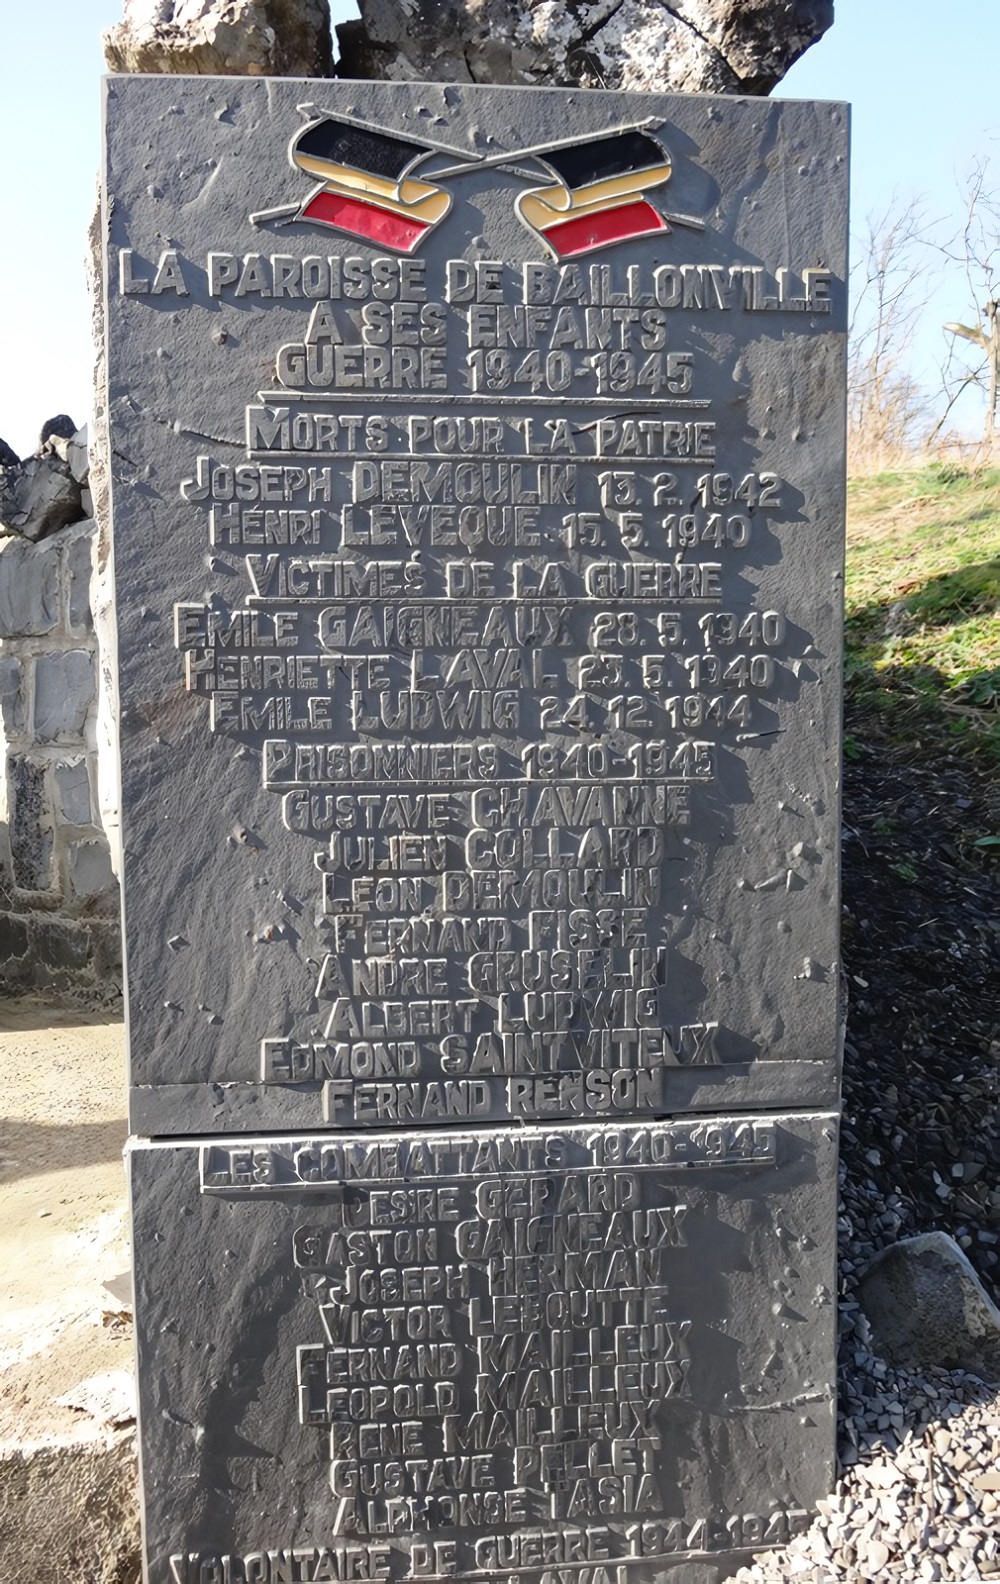 LA PAROISSE DE BAILLONVILLE
A SES ENFANTS
GUERRE 1940-1945
MORTS POUR LA PATRIE
JOSEPH DEMOULIN 13. 2. 1942
HENRI LEVEQUE 15. 5. 1940
VICTIMES DE LA GUERRE
EMILE GAIGNEAUX 28. 5. 1940
HENRIETTE LAVAL 23. 5. 1940
EMILE LUDWIG 24. 12. 1944
PRISONNIERS 1940-1945
GUSTAVE CHAVANNE
JULIEN COLLARD
LEON DEMOULIN
FERNAND FISSE
ANDRE GRUSELIN
ALBERT LUDWIG
EDMOND SAINTVITEUX
FERNAND REMSON
LES COMBATTANTS 1940-1945
DESIRE GERARD
GASTON GAIGNEAUX
JOSEPH HERMAN
VICTOR LEBOUTTE
FERNAND MAILLEUX
LEOPOLD MAILLEUX
RENE MAILLEUX
GUSTAVE PELLET
ALPHONSE TASIA
VOLONTAIRE DE GUERRE 1944-1945
LAVAL